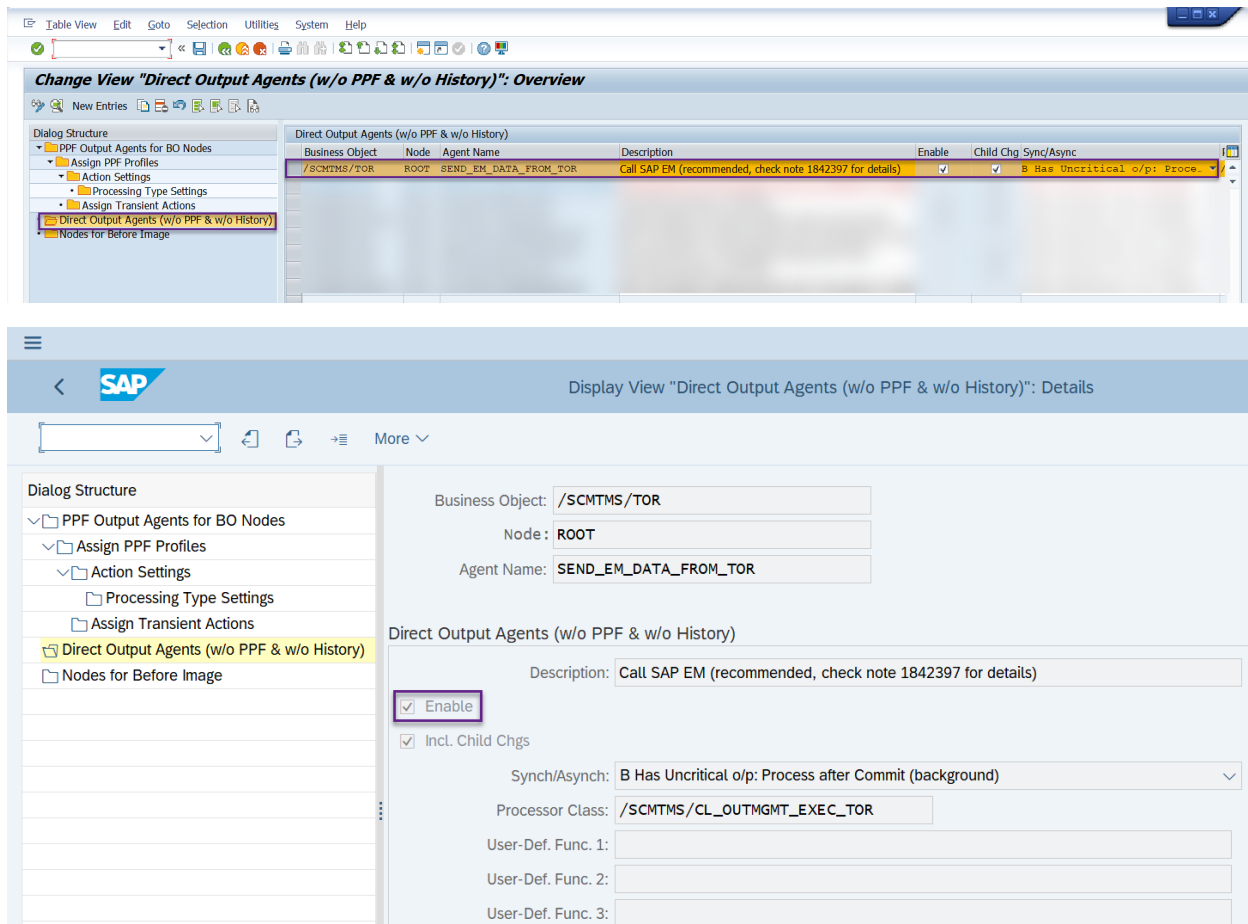 Table View Edit Goto Selection Utilities System Help
Change View "Direct Output Agents (w/o PPF & w/o History)": Overview
New Entries
Dialog Structure
PPF Output Agents for BO Nodes
Assign PPF Profiles
Action Settings
Processing Type Settings
Assign Transient Actions
Direct Output Agents (w/o PPF & w/o History)
Nodes for Before Image
Direct Output Agents (w/o PPF & w/o History)
Business Object Node Agent Name Description Enable Child Chg Sync/Async
/SCMTMS/TOR ROOT SEND_EM_DATA_FROM_TOR Call SAP EM (recommended, check note 1842397 for details) B Has Uncritical o/p: Proce…
SAP
Display View "Direct Output Agents (w/o PPF & w/o History)": Details
More
Dialog Structure
PPF Output Agents for BO Nodes
Assign PPF Profiles
Action Settings
Processing Type Settings
Assign Transient Actions
Direct Output Agents (w/o PPF & w/o History)
Nodes for Before Image
Business Object: /SCMTMS/TOR
Node: ROOT
Agent Name: SEND_EM_DATA_FROM_TOR
Direct Output Agents (w/o PPF & w/o History)
Description: Call SAP EM (recommended, check note 1842397 for details)
Enable
Incl. Child Chgs
Synch/Asynch: B Has Uncritical o/p: Process after Commit (background)
Processor Class: /SCMTMS/CL_OUTMGMT_EXEC_TOR
User-Def. Func. 1:
User-Def. Func. 2:
User-Def. Func. 3: